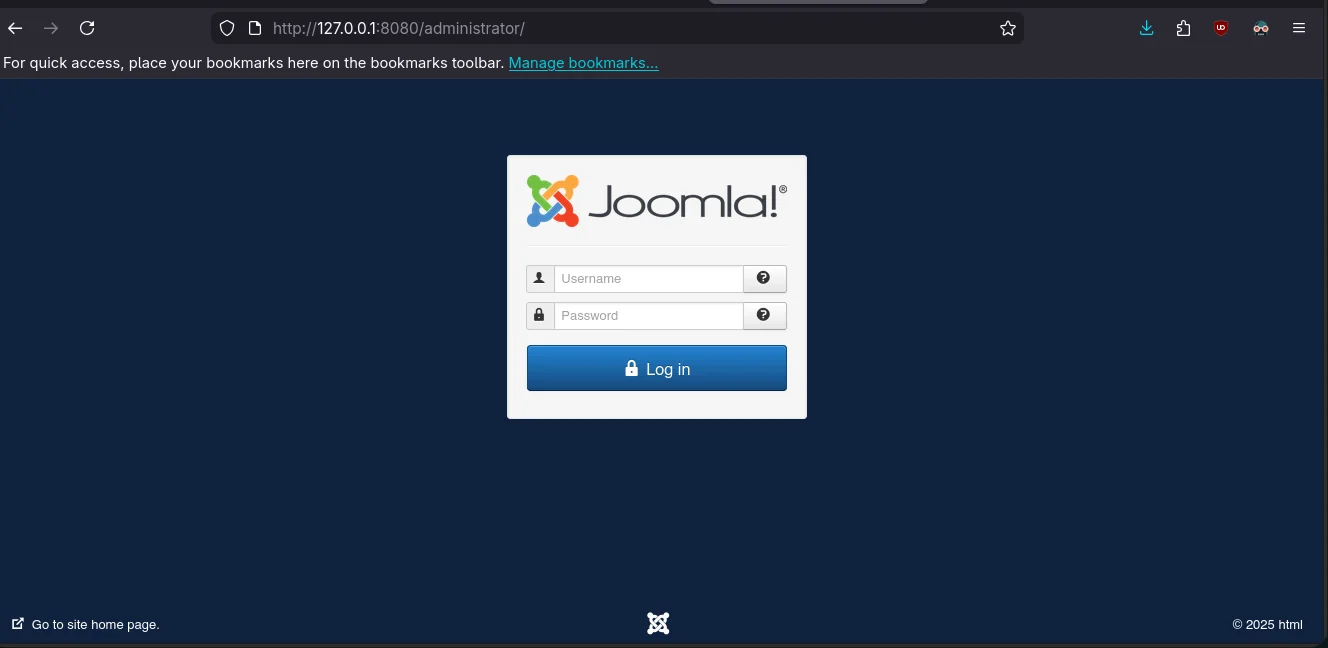 http://127.0.0.1:8080/administrator/
For quick access, place your bookmarks here on the bookmarks toolbar. Manage bookmarks...
Joomla!®
Username
Password
Log in
Go to site home page.
© 2025 html